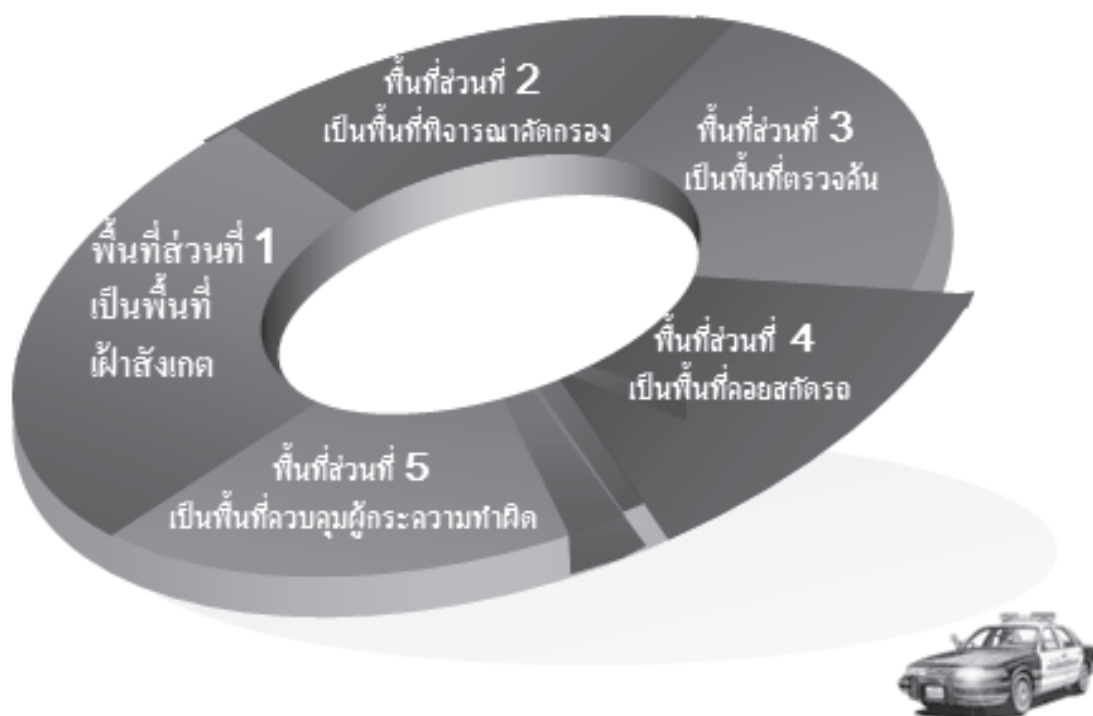 พื้นที่ส่วนที่ 1
เป็นพื้นที่
เฝ้าสังเกต
พื้นที่ส่วนที่ 2
เป็นพื้นที่พิจารณาคัดกรอง
พื้นที่ส่วนที่ 3
เป็นพื้นที่ตรวจค้น
พื้นที่ส่วนที่ 4
เป็นพื้นที่คอยสกัดรถ
พื้นที่ส่วนที่ 5
เป็นพื้นที่ควบคุมผู้กระความทำผิด